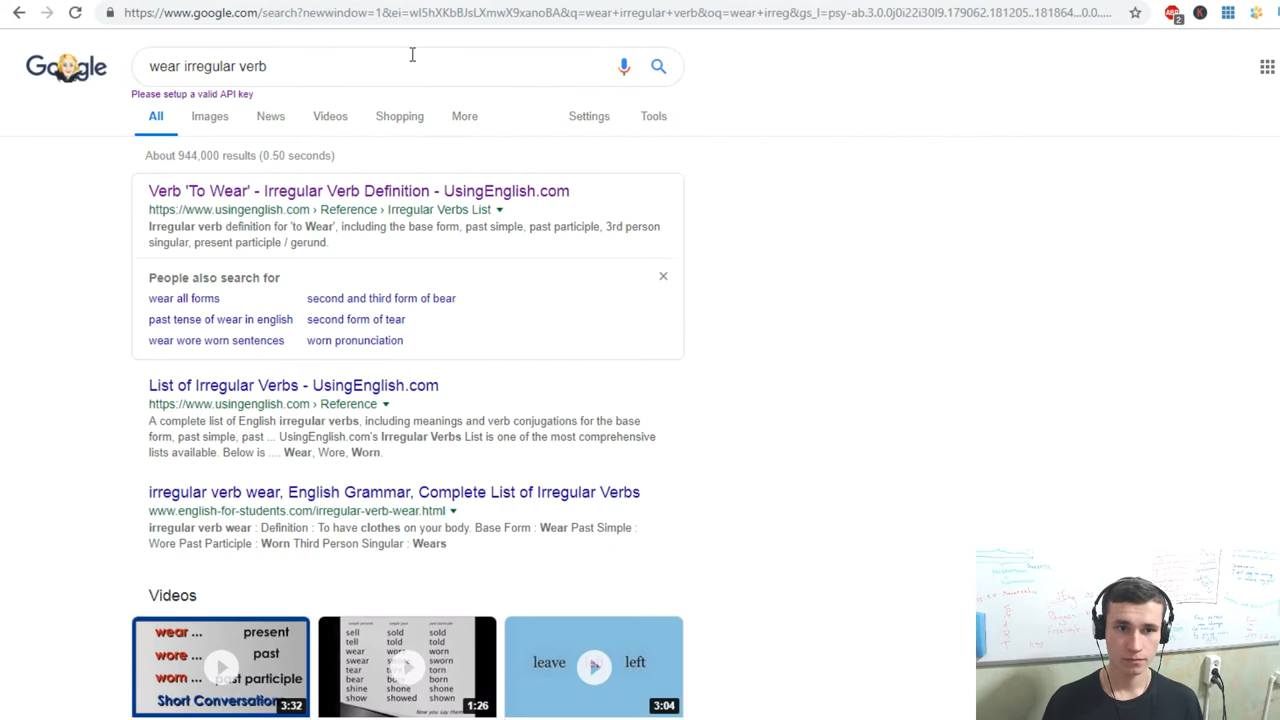 https://www.google.com/search?newwindow=1&ei=wI5hXKbBJsLXmwX9xanoBA&q=wear+irregular+verb&oq=wear+irreg&gs_l=psy-ab.3.0.0j0i22i30l9.179062.181205..181864...0.0....
2
Google
wear irregular verb
Please setup a valid API key
All Images News Videos Shopping More Settings Tools
About 944,000 results (0.50 seconds)
Verb 'To Wear' - Irregular Verb Definition - UsingEnglish.com
https://www.usingenglish.com › Reference › Irregular Verbs List
Irregular verb definition for 'to Wear', including the base form, past simple, past participle, 3rd person
singular, present participle / gerund.
People also search for
wear all forms second and third form of bear
past tense of wear in english second form of tear
wear wore worn sentences worn pronunciation
List of Irregular Verbs - UsingEnglish.com
https://www.usingenglish.com › Reference
A complete list of English irregular verbs, including meanings and verb conjugations for the base
form, past simple, past ... UsingEnglish.com's Irregular Verbs List is one of the most comprehensive
lists available. Below is .... Wear, Wore, Worn.
irregular verb wear, English Grammar, Complete List of Irregular Verbs
www.english-for-students.com/irregular-verb-wear.html
irregular verb wear : Definition : To have clothes on your body. Base Form : Wear Past Simple :
Wore Past Participle : Worn Third Person Singular : Wears
Videos
wear ... present
wore ... past
worn ... past participle
Short Conversation
3:32
sell sold sold
tell told told
wear wore worn
swear swore sworn
tear torn
bear born
shine shone shone
show showed shown
Now you say them
1:26
leave left
3:04